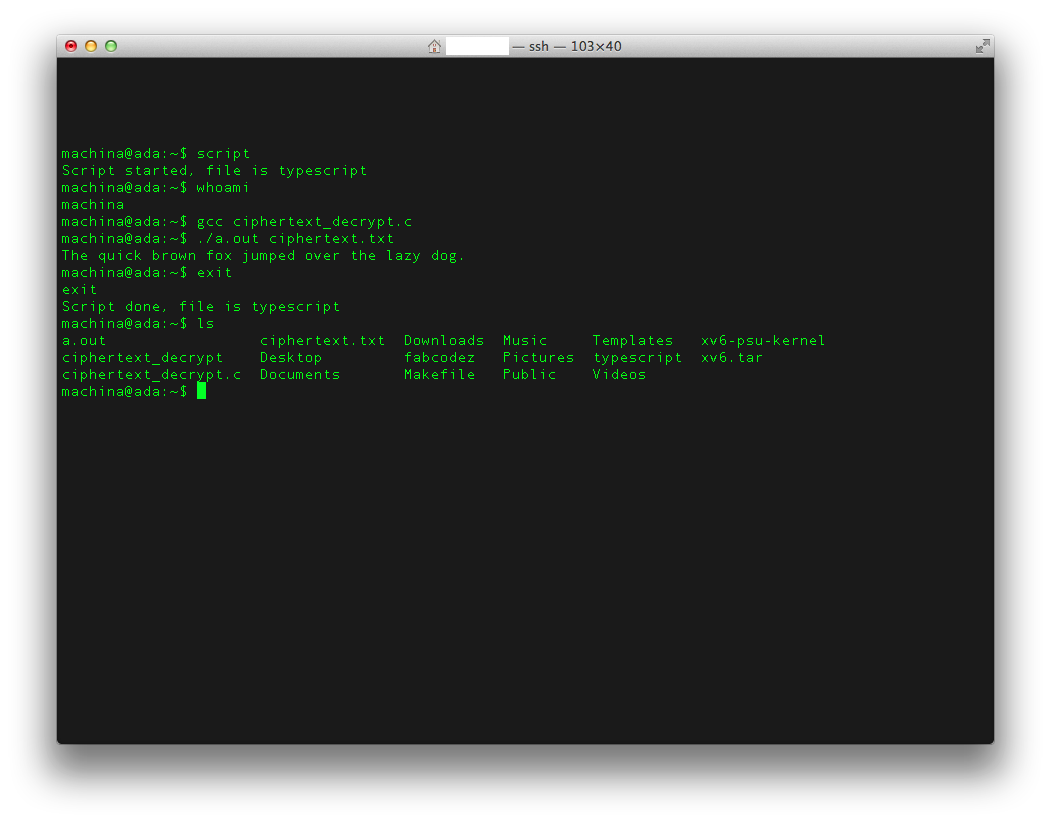 — ssh — 103×40
machina@ada:~$ script
Script started, file is typescript
machina@ada:~$ whoami
machina
machina@ada:~$ gcc ciphertext_decrypt.c
machina@ada:~$ ./a.out ciphertext.txt
The quick brown fox jumped over the lazy dog.
machina@ada:~$ exit
exit
Script done, file is typescript
machina@ada:~$ ls
a.out                 ciphertext.txt  Downloads  Music     Templates   xv6-psu-kernel
ciphertext_decrypt    Desktop         fabcodez   Pictures  typescript  xv6.tar
ciphertext_decrypt.c  Documents       Makefile   Public    Videos
machina@ada:~$